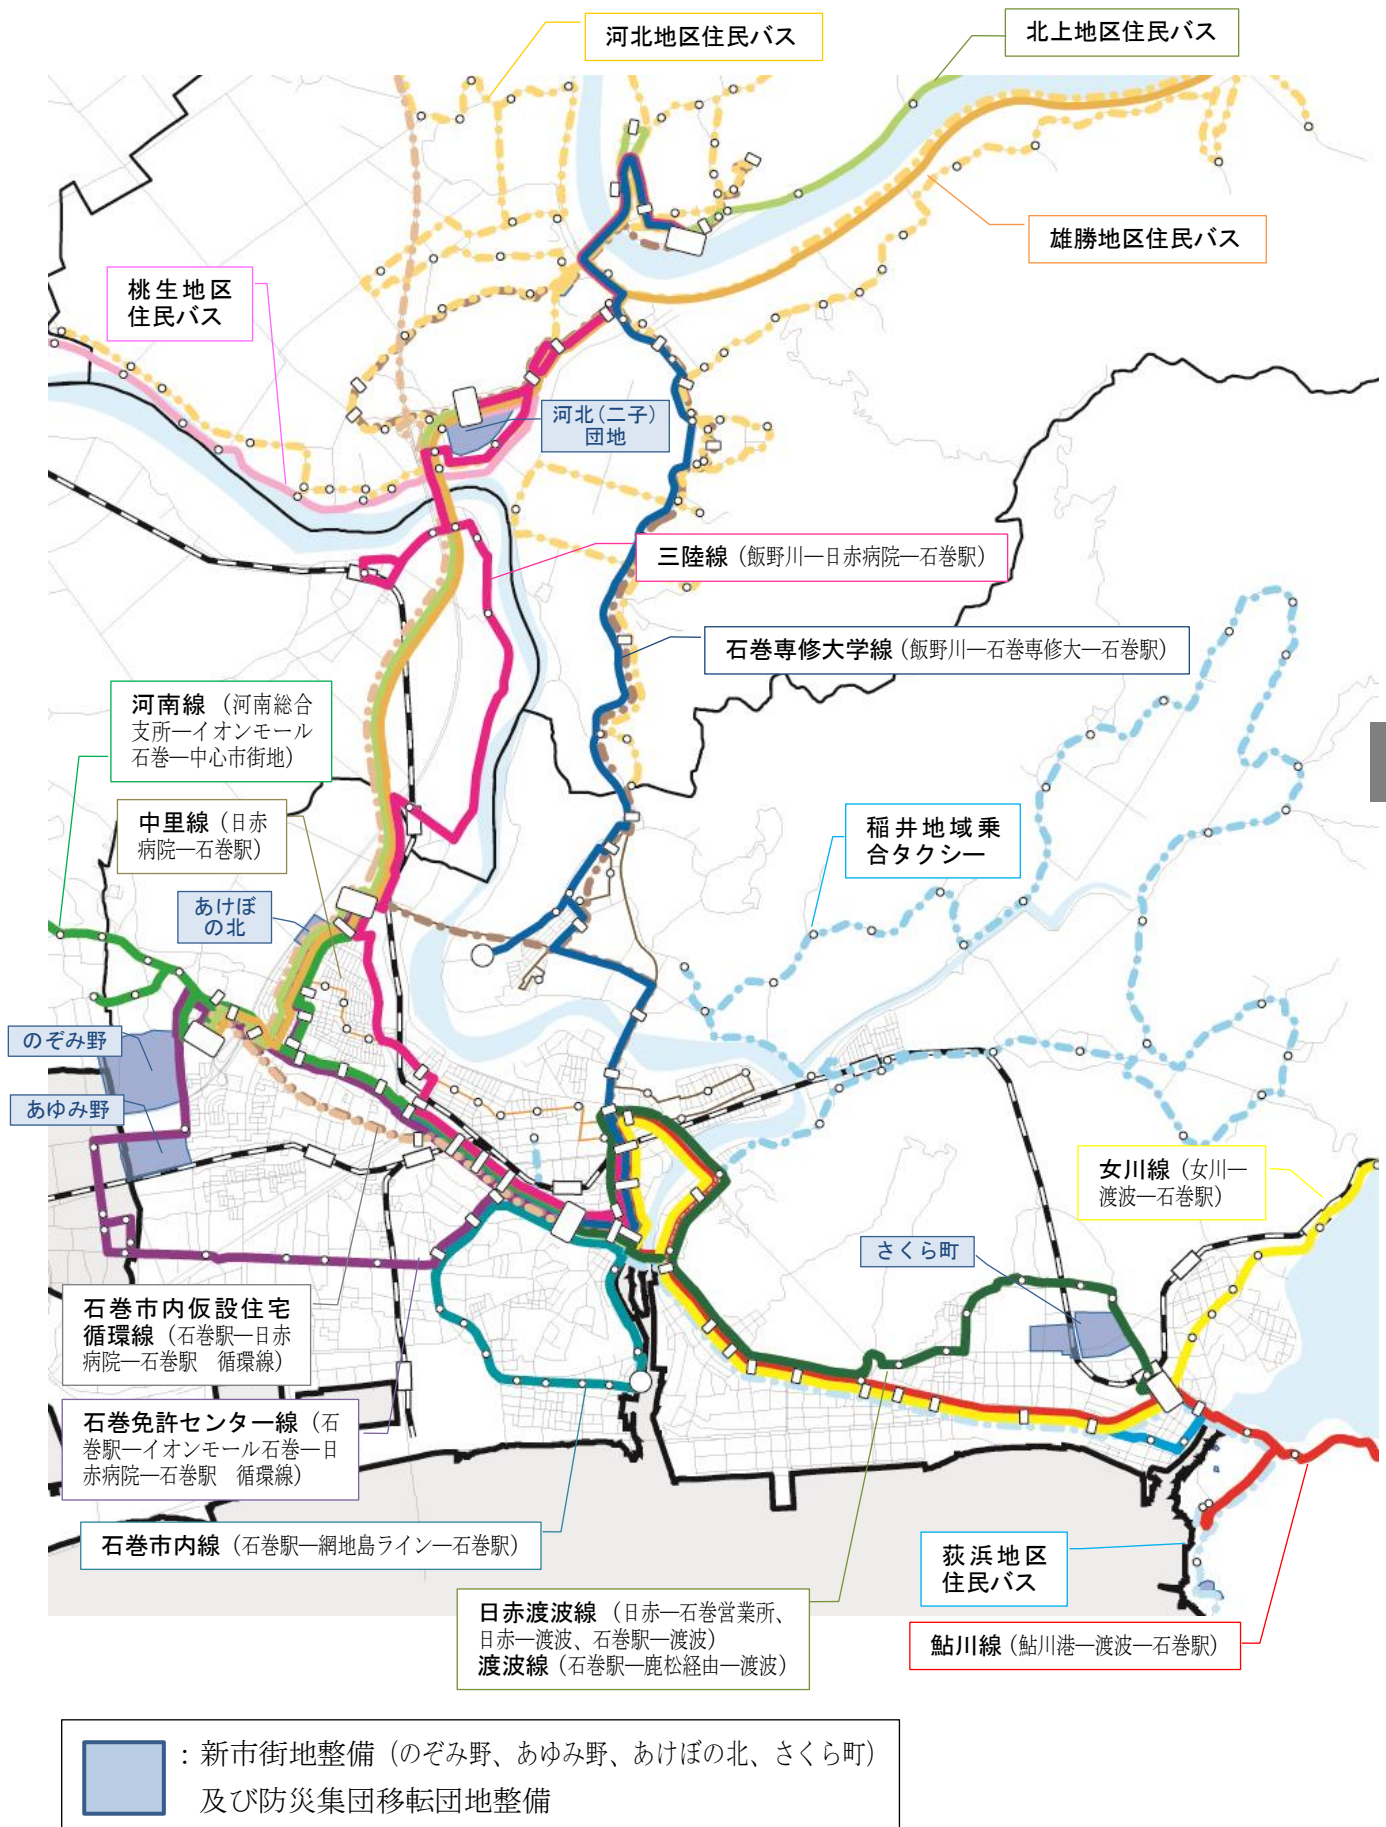 河北地区住民バス
北上地区住民バス
雄勝地区住民バス
桃生地区
住民バス
河北（二子）
団地
三陸線（飯野川―日赤病院―石巻駅）
石巻専修大学線（飯野川―石巻専修大―石巻駅）
河南線（河南総合
支所―イオンモール
石巻―中心市街地）
中里線（日赤
病院―石巻駅）
稲井地域乗
合タクシー
あけぼ
の北
のぞみ野
あゆみ野
女川線（女川―
渡波―石巻駅）
さくら町
石巻市内仮設住宅
循環線（石巻駅―日赤
病院―石巻駅　循環線）
石巻免許センター線（石
巻駅―イオンモール石巻―日
赤病院―石巻駅　循環線）
石巻市内線（石巻駅―網地島ライン―石巻駅）
荻浜地区
住民バス
日赤渡波線（日赤―石巻営業所、
日赤―渡波、石巻駅―渡波）
渡波線（石巻駅―鹿松経由―渡波）
鮎川線（鮎川港―渡波―石巻駅）
：新市街地整備（のぞみ野、あゆみ野、あけぼの北、さくら町）
及び防災集団移転団地整備